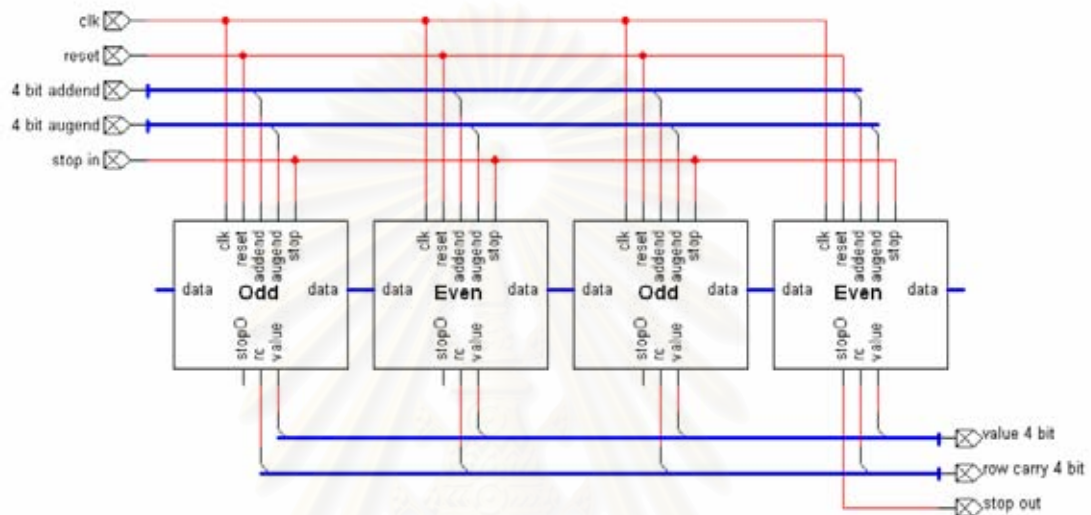 clk
reset
4 bit addend
4 bit augend
stop in
clk reset addend augend stop
clk reset addend augend stop
clk reset addend augend stop
clk reset addend augend stop
data Odd data
data Even data
data Odd data
data Even data
stopO rc value
stopO rc value
stopO rc value
stopO rc value
value 4 bit
row carry 4 bit
stop out